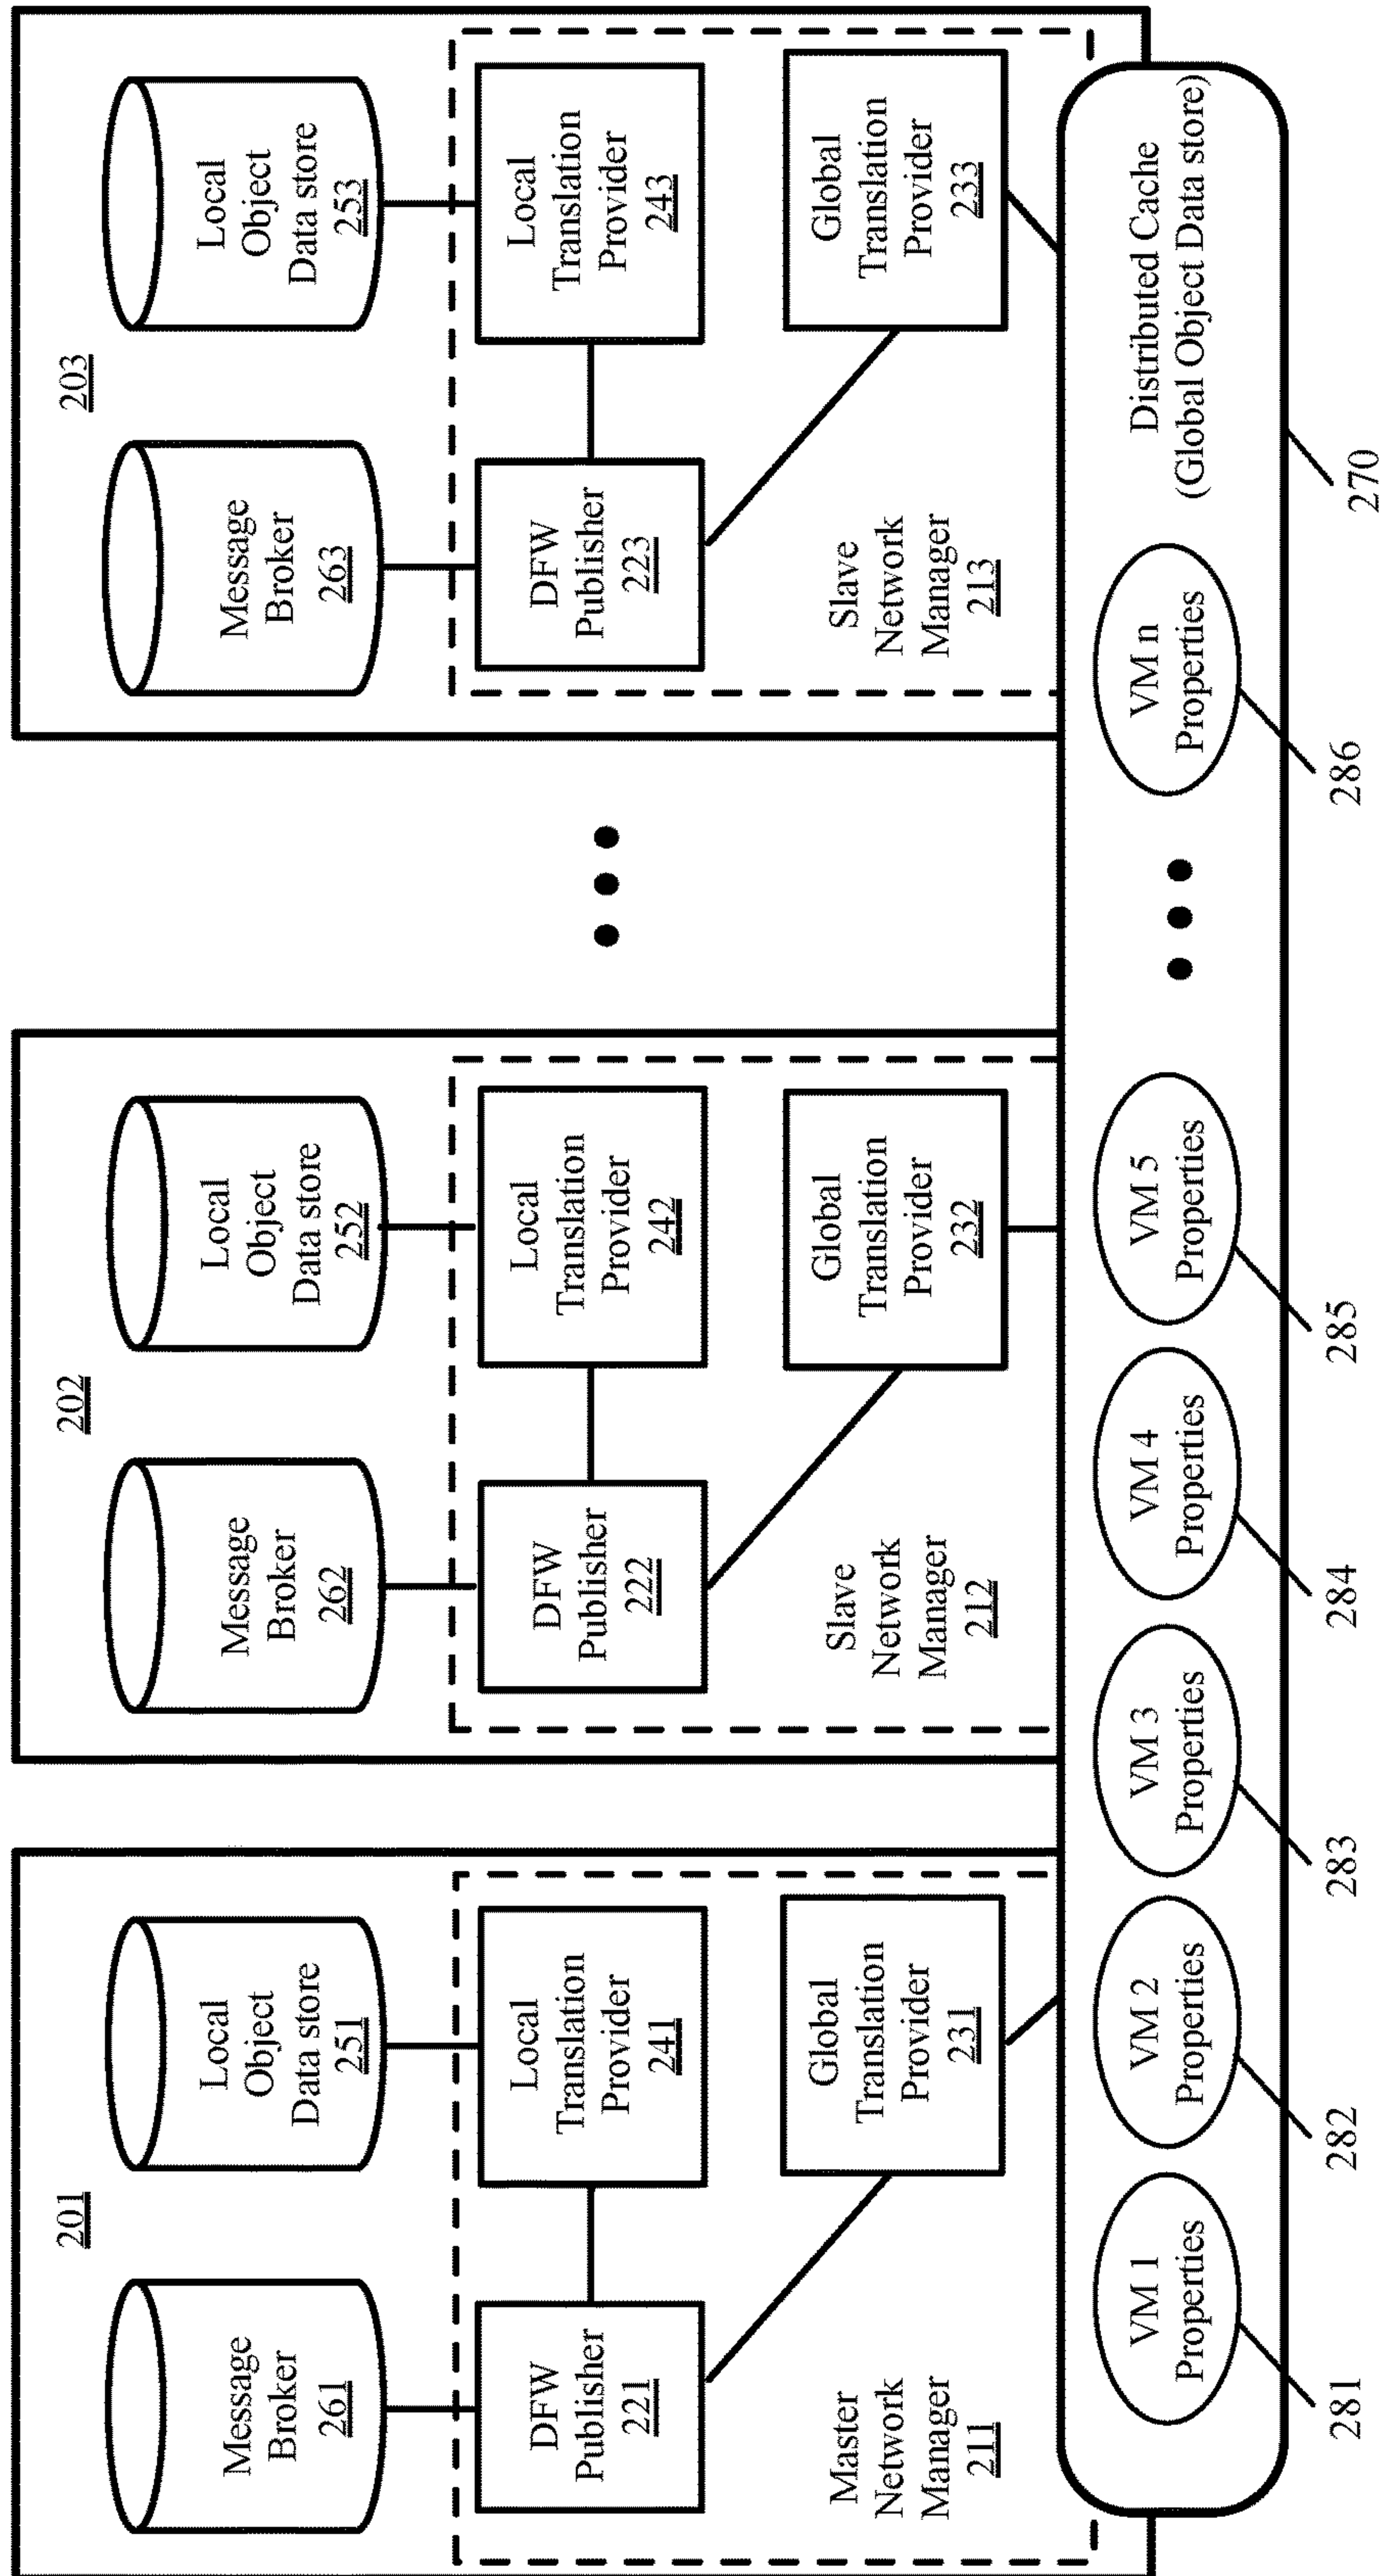 201
Message
Broker
261
Local
Object
Data store
251
DFW
Publisher
221
Local
Translation
Provider
241
Master
Network
Manager
211
Global
Translation
Provider
231
202
Message
Broker
262
Local
Object
Data store
252
DFW
Publisher
222
Local
Translation
Provider
242
Slave
Network
Manager
212
Global
Translation
Provider
232
203
Message
Broker
263
Local
Object
Data store
253
DFW
Publisher
223
Local
Translation
Provider
243
Slave
Network
Manager
213
Global
Translation
Provider
233
VM 1
Properties
VM 2
Properties
VM 3
Properties
VM 4
Properties
VM 5
Properties
VM n
Properties
Distributed Cache
(Global Object Data store)
281
282
283
284
285
286
270